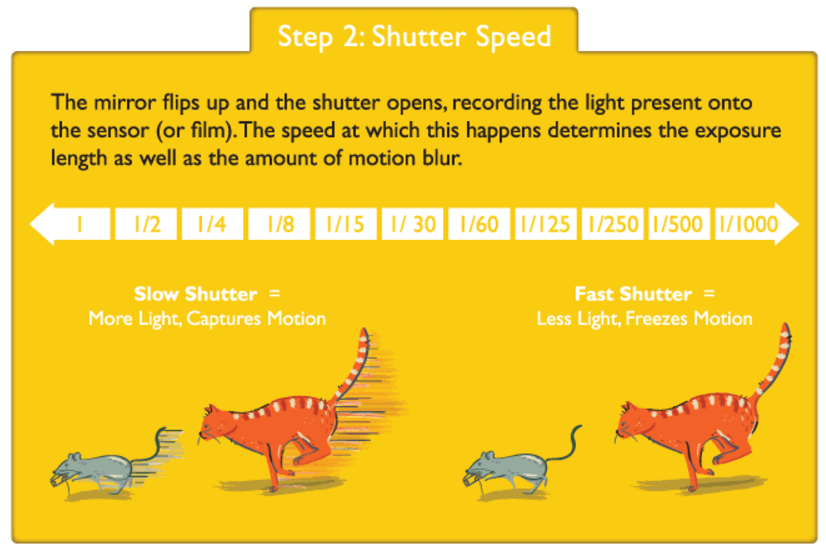 Step 2: Shutter Speed
The mirror flips up and the shutter opens, recording the light present onto
the sensor (or film). The speed at which this happens determines the exposure
length as well as the amount of motion blur.
1 1/2 1/4 1/8 1/15 1/ 30 1/60 1/125 1/250 1/500 1/1000
Slow Shutter =
More Light, Captures Motion
Fast Shutter =
Less Light, Freezes Motion